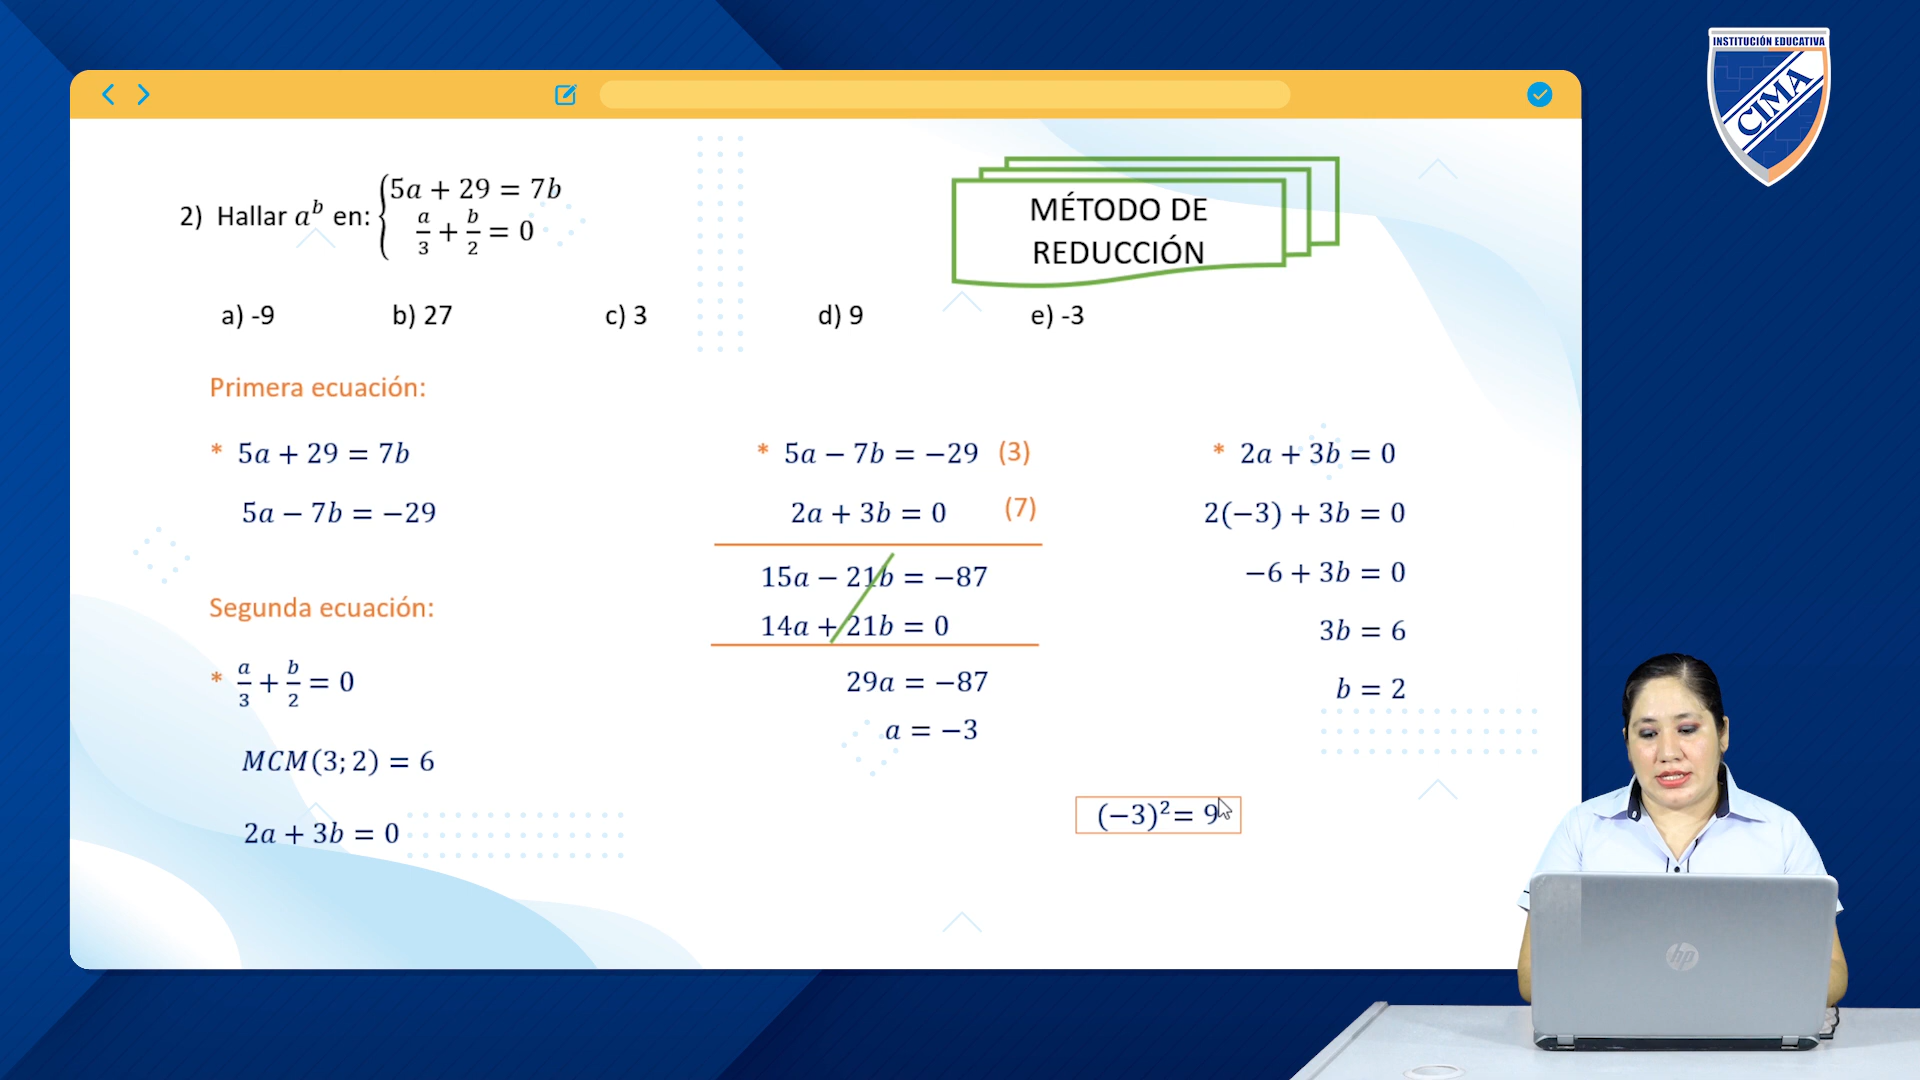 INSTITUCIÓN EDUCATIVA
CIMA
2) Hallar a^b en: { 5a + 29 = 7b
a/3 + b/2 = 0
MÉTODO DE
REDUCCIÓN
a) -9 b) 27 c) 3 d) 9 e) -3
Primera ecuación:
* 5a + 29 = 7b
5a − 7b = −29
Segunda ecuación:
* a/3 + b/2 = 0
MCM(3; 2) = 6
2a + 3b = 0
* 5a − 7b = −29 (3)
2a + 3b = 0 (7)
15a − 21b = −87
14a + 21b = 0
29a = −87
a = −3
* 2a + 3b = 0
2(−3) + 3b = 0
−6 + 3b = 0
3b = 6
b = 2
(−3)²= 9
hp